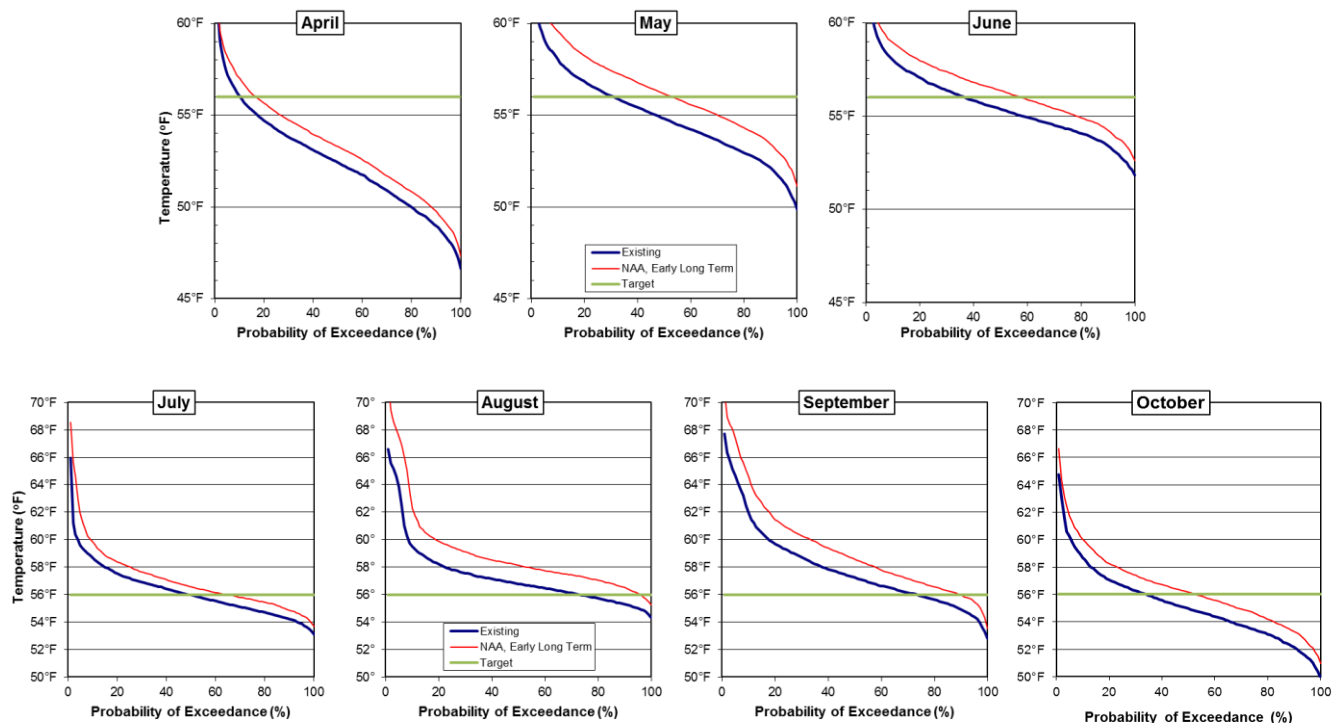 April
May
June
60°F
55°F
50°F
45°F
Temperature (°F)
0 20 40 60 80 100
Probability of Exceedance (%)
60°F
55°F
50°F
45°F
0 20 40 60 80 100
Probability of Exceedance (%)
Existing
NAA, Early Long Term
Target
60°F
55°F
50°F
45°F
0 20 40 60 80 100
Probability of Exceedance (%)
July
August
September
October
70°F
68°F
66°F
64°F
62°F
60°F
58°F
56°F
54°F
52°F
50°F
Temperature (°F)
0 20 40 60 80 100
Probability of Exceedance (%)
70°
68°
66°
64°
62°
60°
58°
56°
54°
52°
50°
0 20 40 60 80 100
Probability of Exceedance (%)
Existing
NAA, Early Long Term
Target
70°F
68°F
66°F
64°F
62°F
60°F
58°F
56°F
54°F
52°F
50°F
0 20 40 60 80 100
Probability of Exceedance (%)
70°F
68°F
66°F
64°F
62°F
60°F
58°F
56°F
54°F
52°F
50°F
0 20 40 60 80 100
Probability of Exceedance (%)